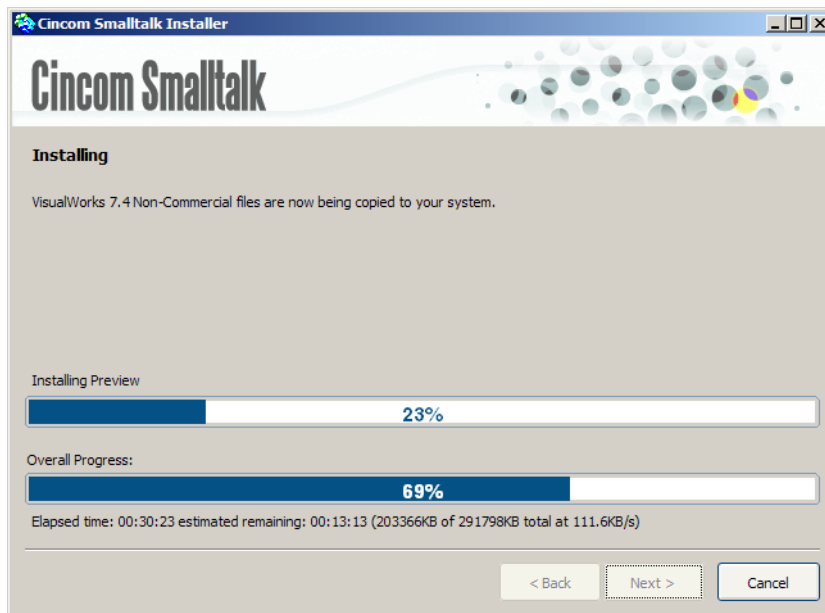 Cincom Smalltalk Installer
Cincom Smalltalk
Installing
VisualWorks 7.4 Non-Commercial files are now being copied to your system.
Installing Preview
23%
Overall Progress:
69%
Elapsed time: 00:30:23 estimated remaining: 00:13:13 (203366KB of 291798KB total at 111.6KB/s)
< Back Next > Cancel